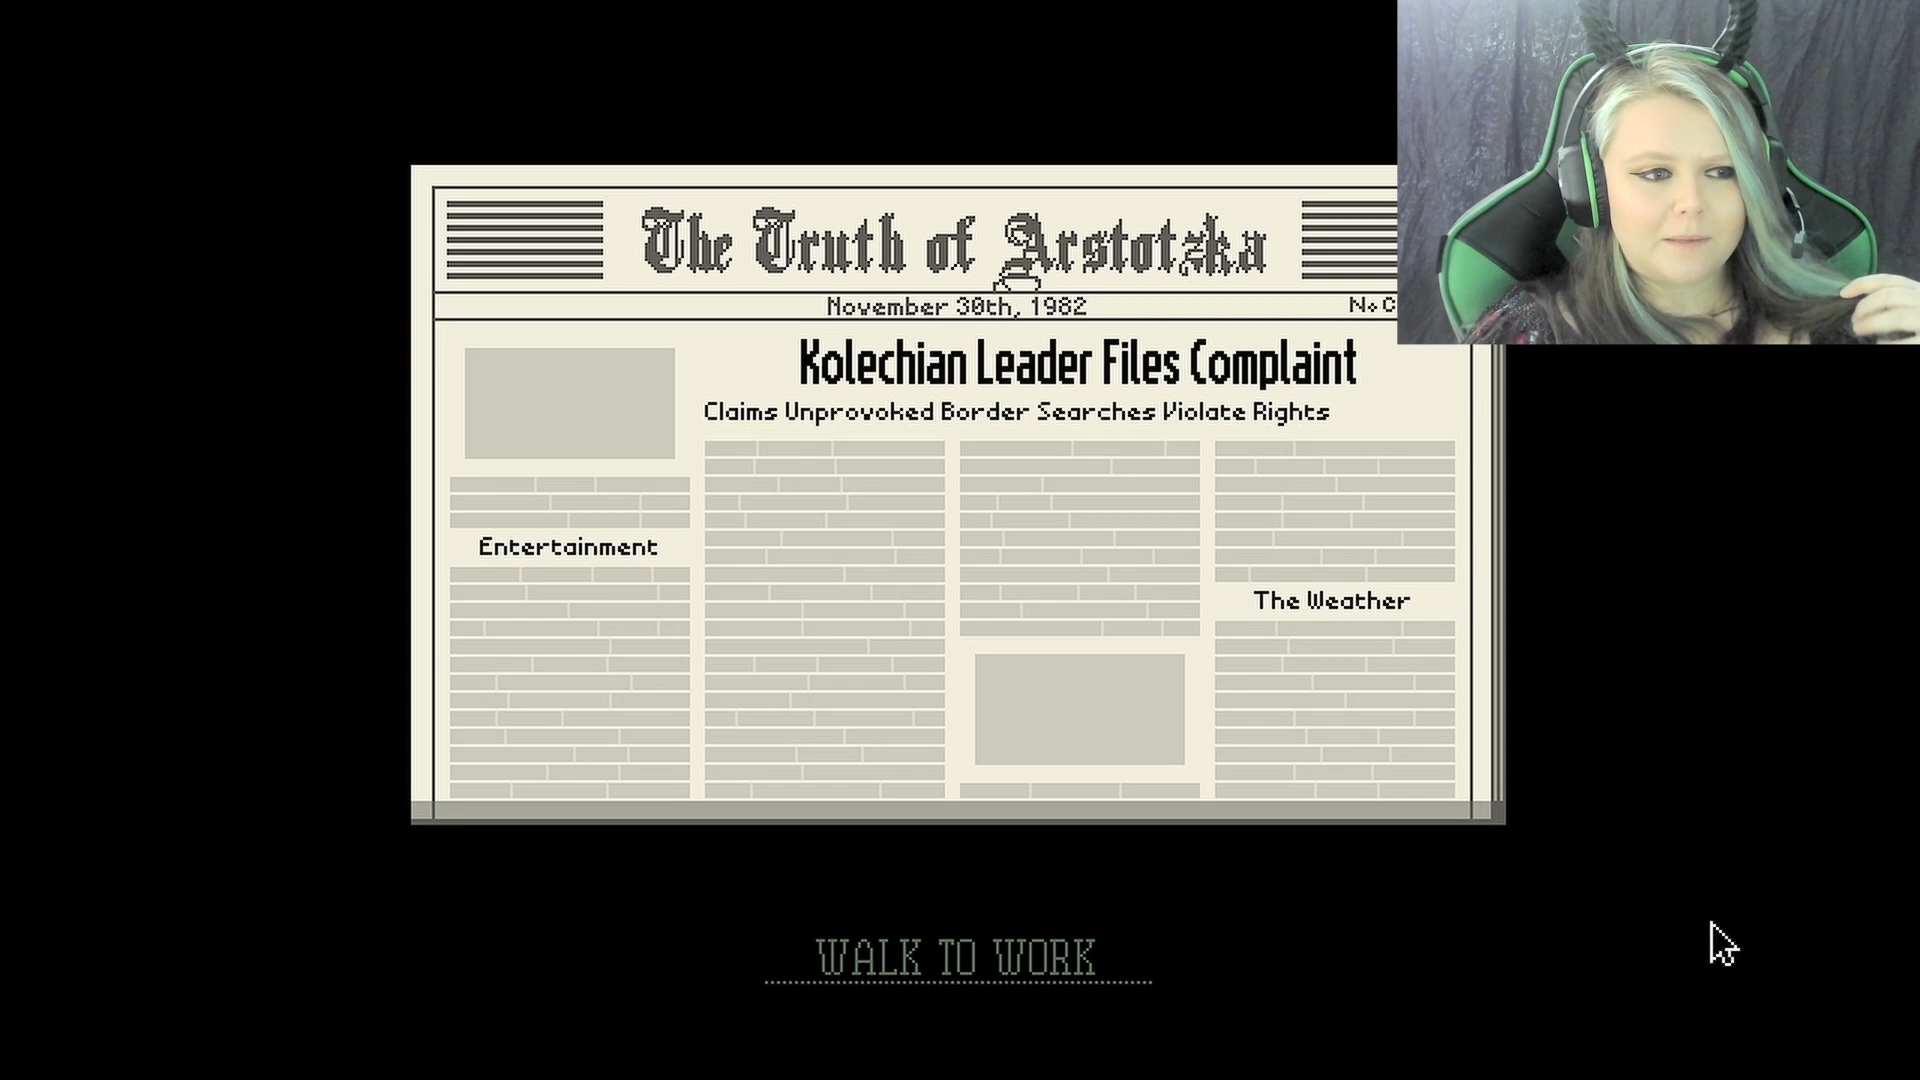 The Truth of Arstotzka
November 30th, 1982
Kolechian Leader Files Complaint
Claims Unprovoked Border Searches Violate Rights
Entertainment
The Weather
WALK TO WORK